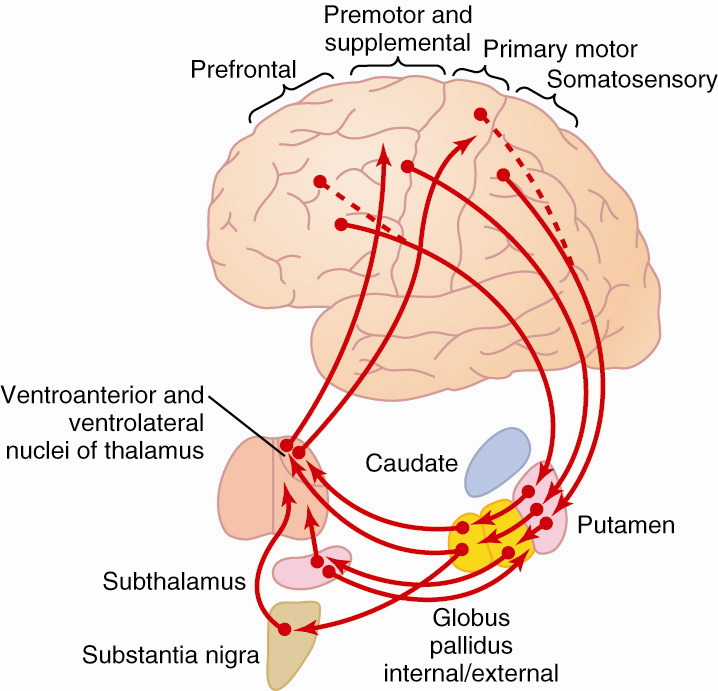 Premotor and
supplemental
Primary motor
Prefrontal
Somatosensory
Ventroanterior and
ventrolateral
nuclei of thalamus
Caudate
Putamen
Subthalamus
Globus
pallidus
internal/external
Substantia nigra